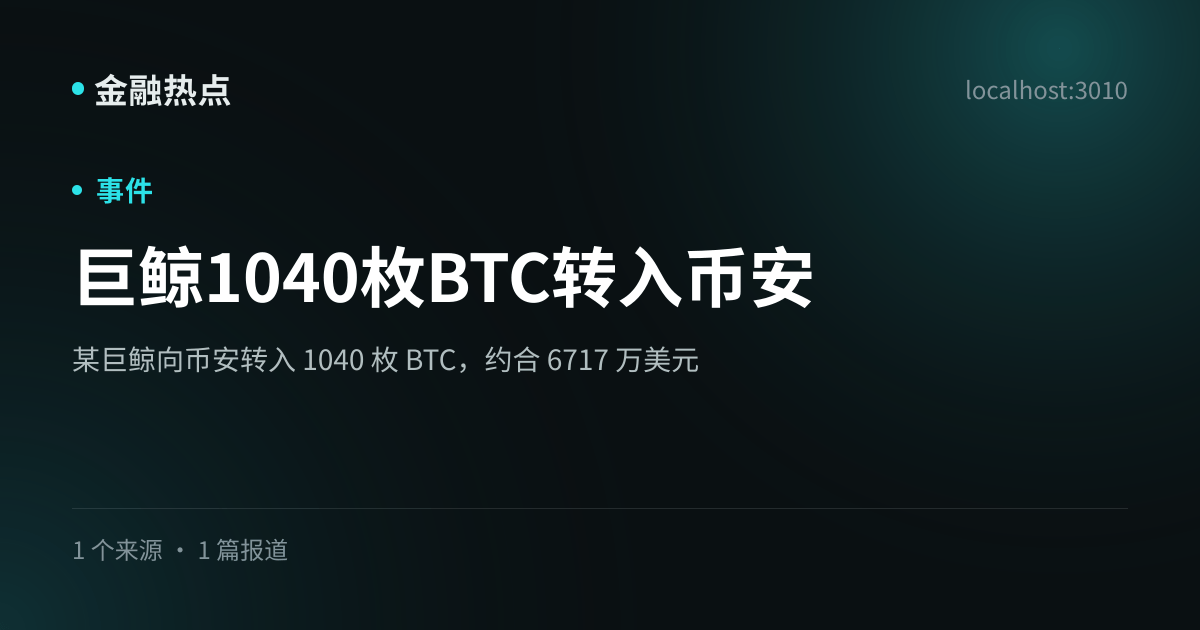 金融热点
localhost:3010
事件
巨鲸1040枚BTC转入币安
某巨鲸向币安转入 1040 枚 BTC，约合 6717 万美元
1 个来源 · 1 篇报道